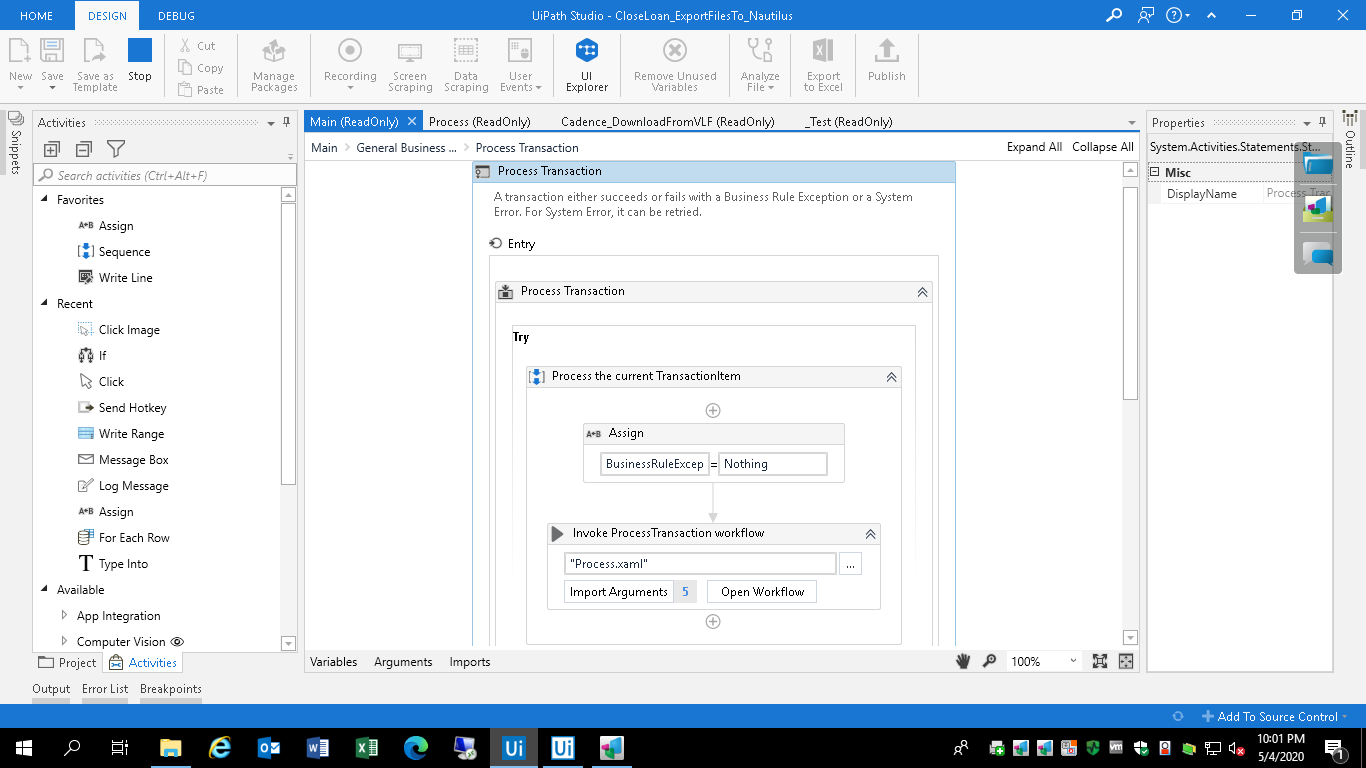 HOME
DESIGN
DEBUG
UiPath Studio - CloseLoan_ExportFilesTo_Nautilus
New
Save
Save as
Template
Stop
Cut
Copy
Paste
Manage
Packages
Recording
Screen
Scraping
Data
Scraping
User
Events
UI
Explorer
Remove Unused
Variables
Analyze
File
Export
to Excel
Publish
Snippets
Activities
Search activities (Ctrl+Alt+F)
Favorites
A+B Assign
Sequence
Write Line
Recent
Click Image
If
Click
Send Hotkey
Write Range
Message Box
Log Message
A+B Assign
For Each Row
Type Into
Available
App Integration
Computer Vision
Project
Activities
Main (ReadOnly)
Process (ReadOnly)
Cadence_DownloadFromVLF (ReadOnly)
_Test (ReadOnly)
Main
General Business ...
Process Transaction
Expand All
Collapse All
Process Transaction
A transaction either succeeds or fails with a Business Rule Exception or a System
Error. For System Error, it can be retried.
Entry
Process Transaction
Try
Process the current TransactionItem
A+B Assign
BusinessRuleExcep = Nothing
Invoke ProcessTransaction workflow
"Process.xaml"
...
Import Arguments 5
Open Workflow
Variables
Arguments
Imports
100%
Properties
System.Activities.Statements.St...
Misc
DisplayName
Process Trac
Outline
Output
Error List
Breakpoints
Add To Source Control
Ui
Ui
vm
10:01 PM
5/4/2020
1